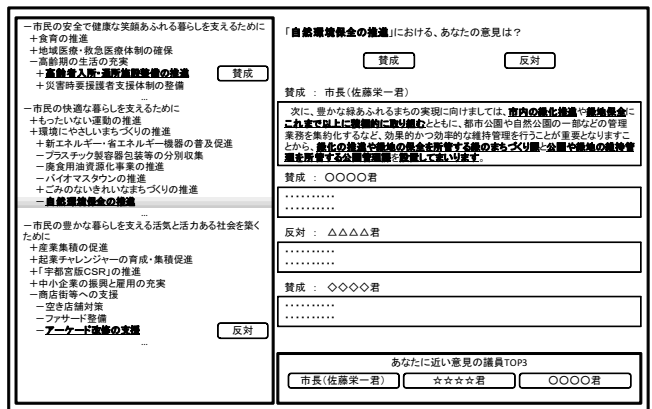 －市民の安全で健康な笑顔あふれる暮らしを支えるために
＋食育の推進
＋地域医療・救急医療体制の確保
－高齢期の生活の充実
＋高齢者入所・通所施設整備の推進
賛成
＋災害時要援護者支援体制の整備
…
－市民の快適な暮らしを支えるために
＋もったいない運動の推進
＋環境にやさしいまちづくりの推進
＋新エネルギー・省エネルギー機器の普及促進
－プラスチック製容器包装等の分別収集
－廃食用油資源化事業の推進
－バイオマスタウンの推進
＋ごみのないきれいなまちづくりの推進
－自然環境保全の推進
…
－市民の豊かな暮らしを支える活気と活力ある社会を築く
ために
＋産業集積の促進
＋起業チャレンジャーの育成・集積促進
＋「宇都宮版CSR」の推進
＋中小企業の振興と雇用の充実
－商店街等への支援
－空き店舗対策
－ファサード整備
－アーケード改修の支援
反対
…
「自然環境保全の推進」における、あなたの意見は？
賛成
反対
賛成 ： 市長(佐藤栄一君)
次に、豊かな緑あふれるまちの実現に向けましては、市内の緑化推進や緑地保全に
これまで以上に積極的に取り組むとともに、都市公園や自然公園の一部などの管理
業務を集約化するなど、効果的かつ効率的な維持管理を行うことが重要となりますこ
とから、緑化の推進や緑地の保全を所管する緑のまちづくり課と公園や緑地の維持管
理を所管する公園管理課を設置してまいります。
賛成 ： ○○○○君
‥‥‥‥‥
‥‥‥‥‥
反対 ： △△△△君
‥‥‥‥‥
‥‥‥‥‥
賛成 ： ◇◇◇◇君
‥‥‥‥‥
‥‥‥‥‥
あなたに近い意見の議員TOP3
市長(佐藤栄一君)
☆☆☆☆君
○○○○君